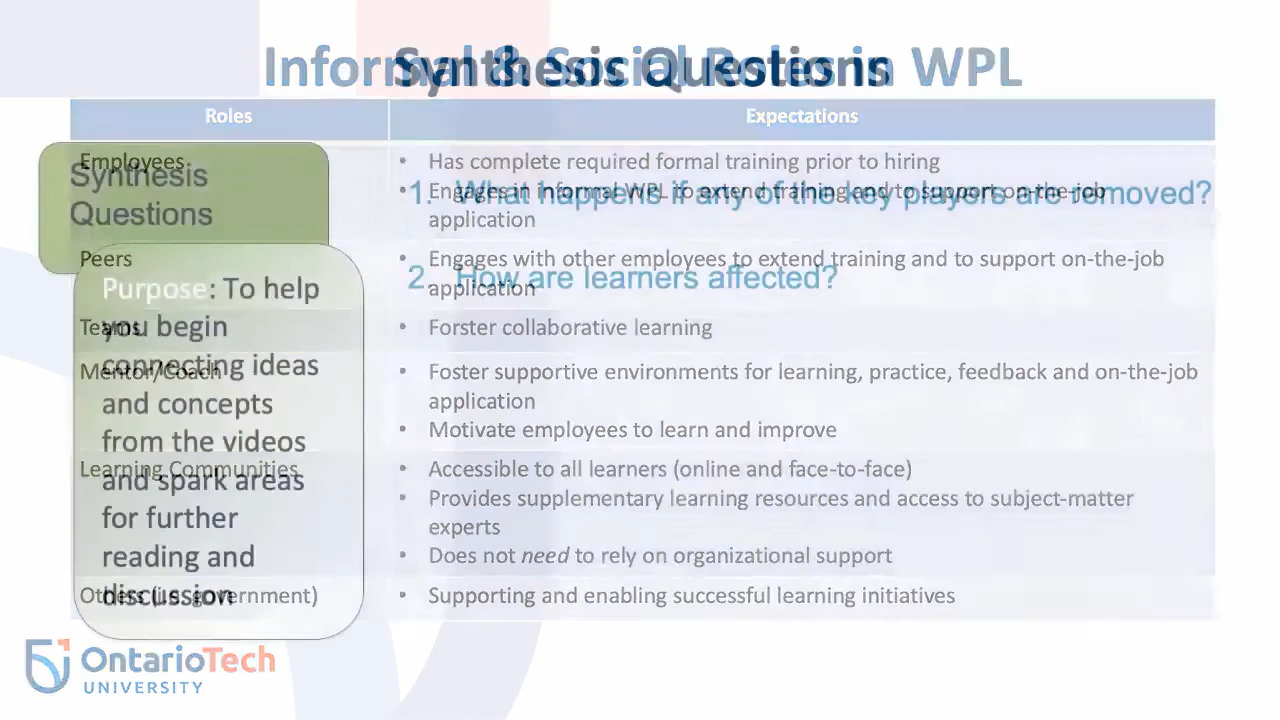 Informal & Social Roles in WPL
Synthesis Questions
Roles
Expectations
Employees
• Has complete required formal training prior to hiring
• Engages in informal WPL to extend training and to support on-the-job
application
Peers
• Engages with other employees to extend training and to support on-the-job
application
Teams
• Forster collaborative learning
Mentor/Coach
• Foster supportive environments for learning, practice, feedback and on-the-job
application
• Motivate employees to learn and improve
Learning Communities
• Accessible to all learners (online and face-to-face)
• Provides supplementary learning resources and access to subject-matter
experts
• Does not need to rely on organizational support
Others (i.e. government)
• Supporting and enabling successful learning initiatives
Synthesis
Questions
Purpose: To help
you begin
connecting ideas
and concepts
from the videos
and spark areas
for further
reading and
discussion
1. What happens if any of the key players are removed?
2. How are learners affected?
OntarioTech
UNIVERSITY